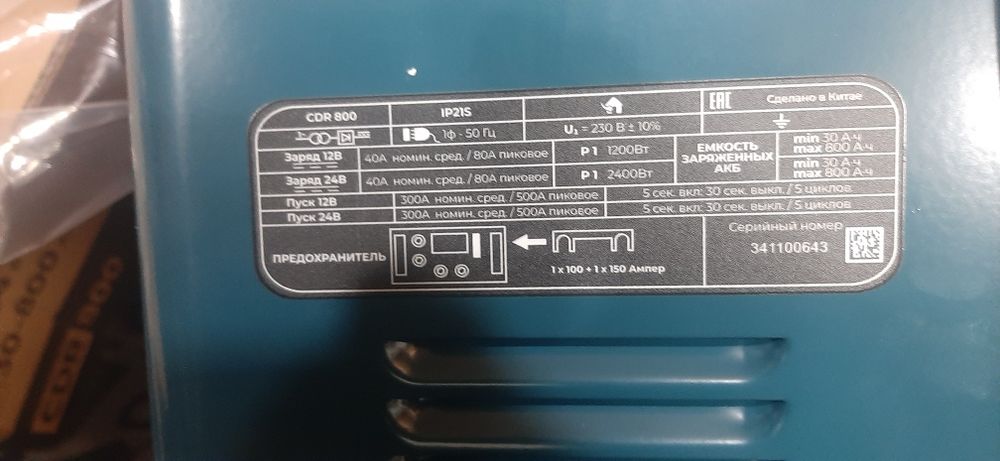 CDR 800
IP21S
EAC
Сделано в Китае
1ф - 50 Гц
U₁ = 230 В ± 10%
Заряд 12В
40А номин. сред. / 80А пиковое
P 1 1200Вт
ЕМКОСТЬ
ЗАРЯЖЕННЫХ
АКБ
min 30 А·ч
max 800 А·ч
Заряд 24В
40А номин. сред. / 80А пиковое
P 1 2400Вт
min 30 А·ч
max 800 А·ч
Пуск 12В
300А номин. сред. / 500А пиковое
5 сек. вкл: 30 сек. выкл. / 5 циклов
Пуск 24В
300А номин. сред. / 500А пиковое
5 сек. вкл: 30 сек. выкл. / 5 циклов
ПРЕДОХРАНИТЕЛЬ
1 x 100 + 1 x 150 Ампер
Серийный номер
341100643
CDR 800